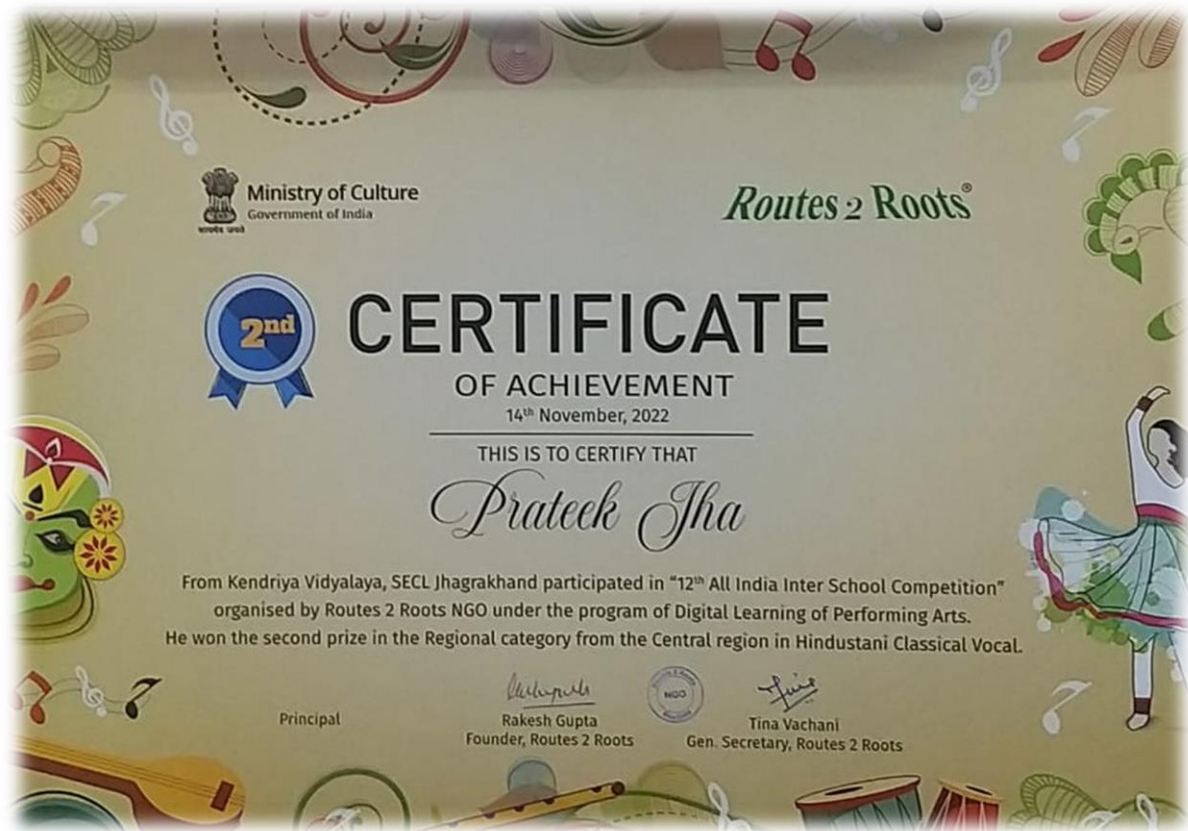 Ministry of Culture
Government of India
सत्यमेव जयते
Routes 2 Roots®
2nd
CERTIFICATE
OF ACHIEVEMENT
14th November, 2022
THIS IS TO CERTIFY THAT
Prateek Jha
From Kendriya Vidyalaya, SECL Jhagrakhand participated in “12th All India Inter School Competition”
organised by Routes 2 Roots NGO under the program of Digital Learning of Performing Arts.
He won the second prize in the Regional category from the Central region in Hindustani Classical Vocal.
NGO
Principal
Rakesh Gupta
Founder, Routes 2 Roots
Tina Vachani
Gen. Secretary, Routes 2 Roots